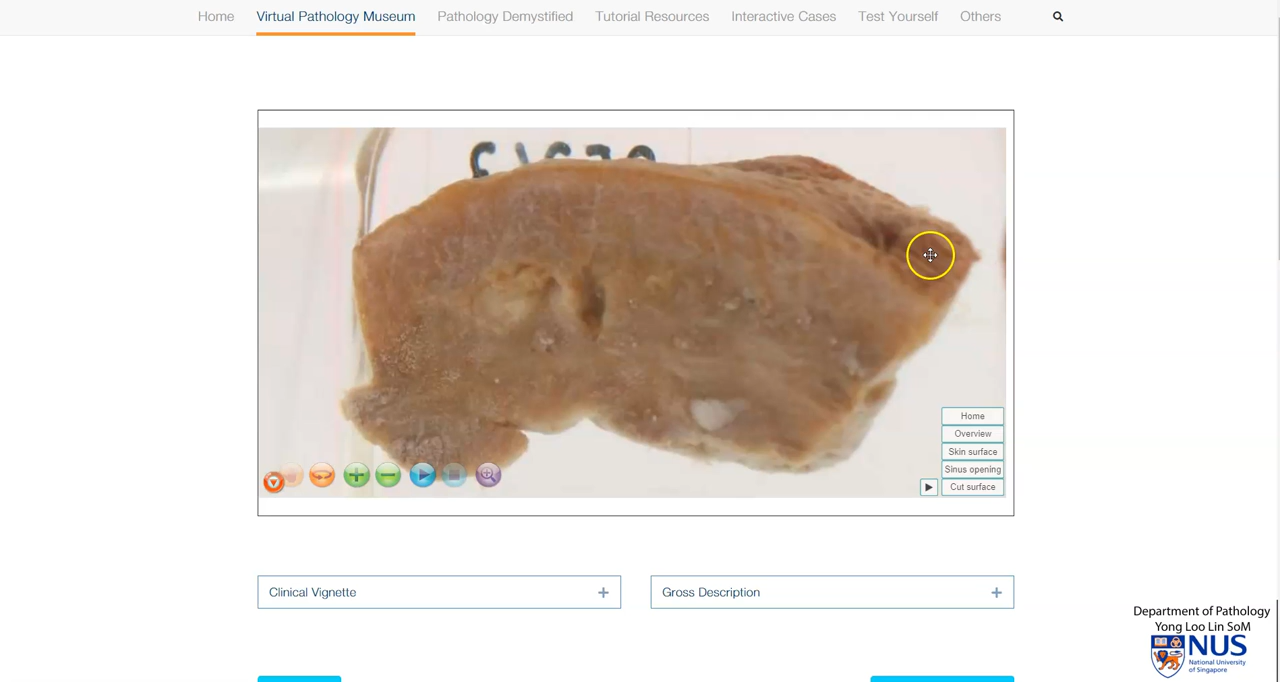 Home Virtual Pathology Museum Pathology Demystified Tutorial Resources Interactive Cases Test Yourself Others
Home
Overview
Skin surface
Sinus opening
Cut surface
Clinical Vignette +
Gross Description +
Department of Pathology
Yong Loo Lin SoM
NUS
National University
of Singapore